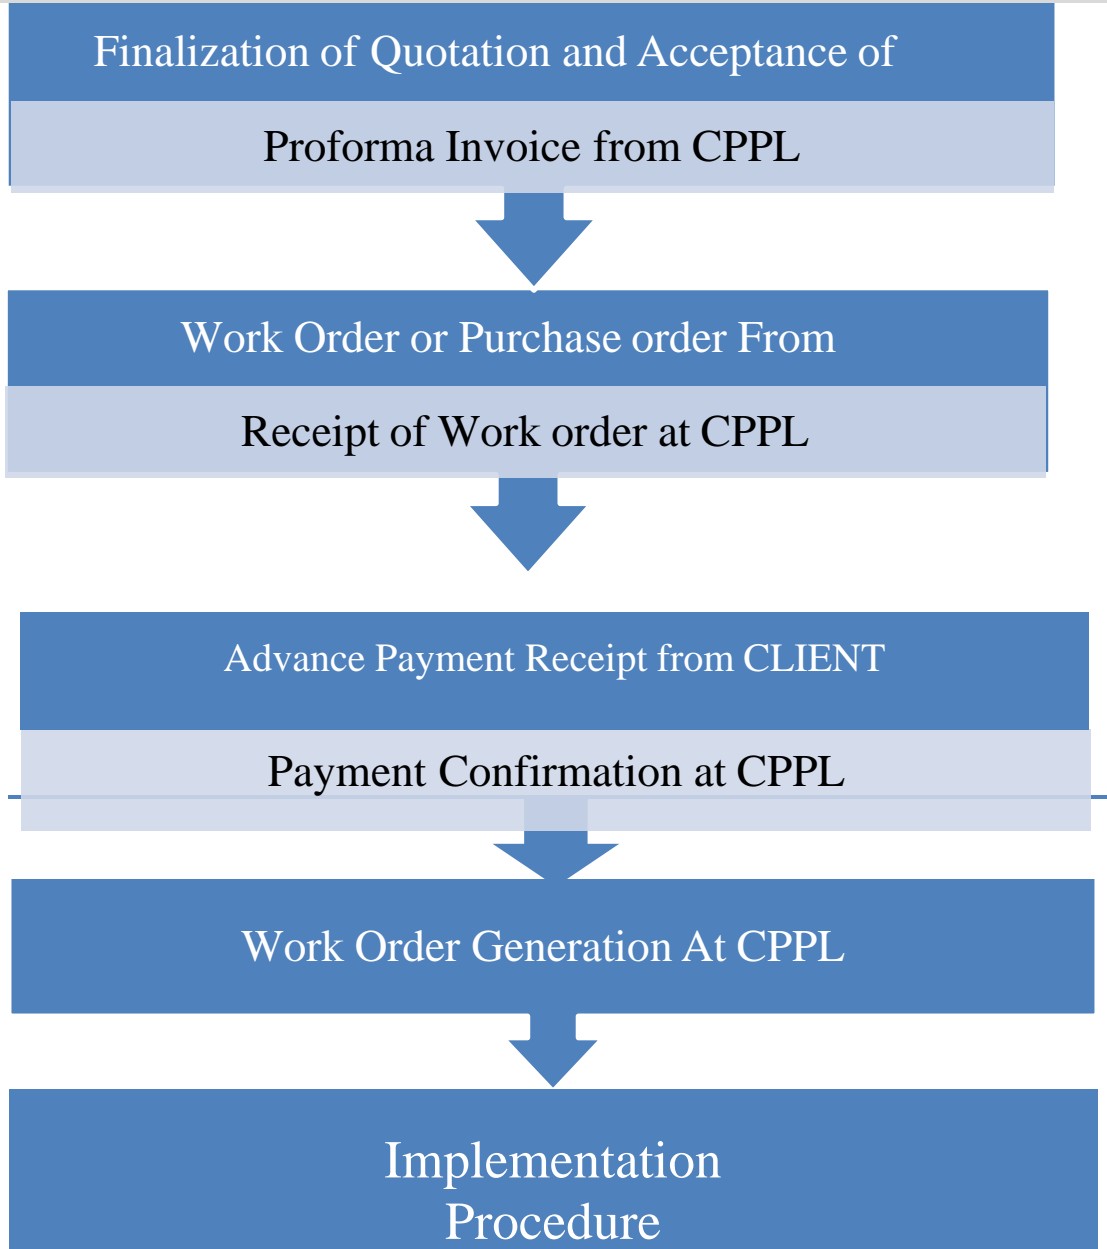 Finalization of Quotation and Acceptance of
Proforma Invoice from CPPL
Work Order or Purchase order From
Receipt of Work order at CPPL
Advance Payment Receipt from CLIENT
Payment Confirmation at CPPL
Work Order Generation At CPPL
Implementation
Procedure